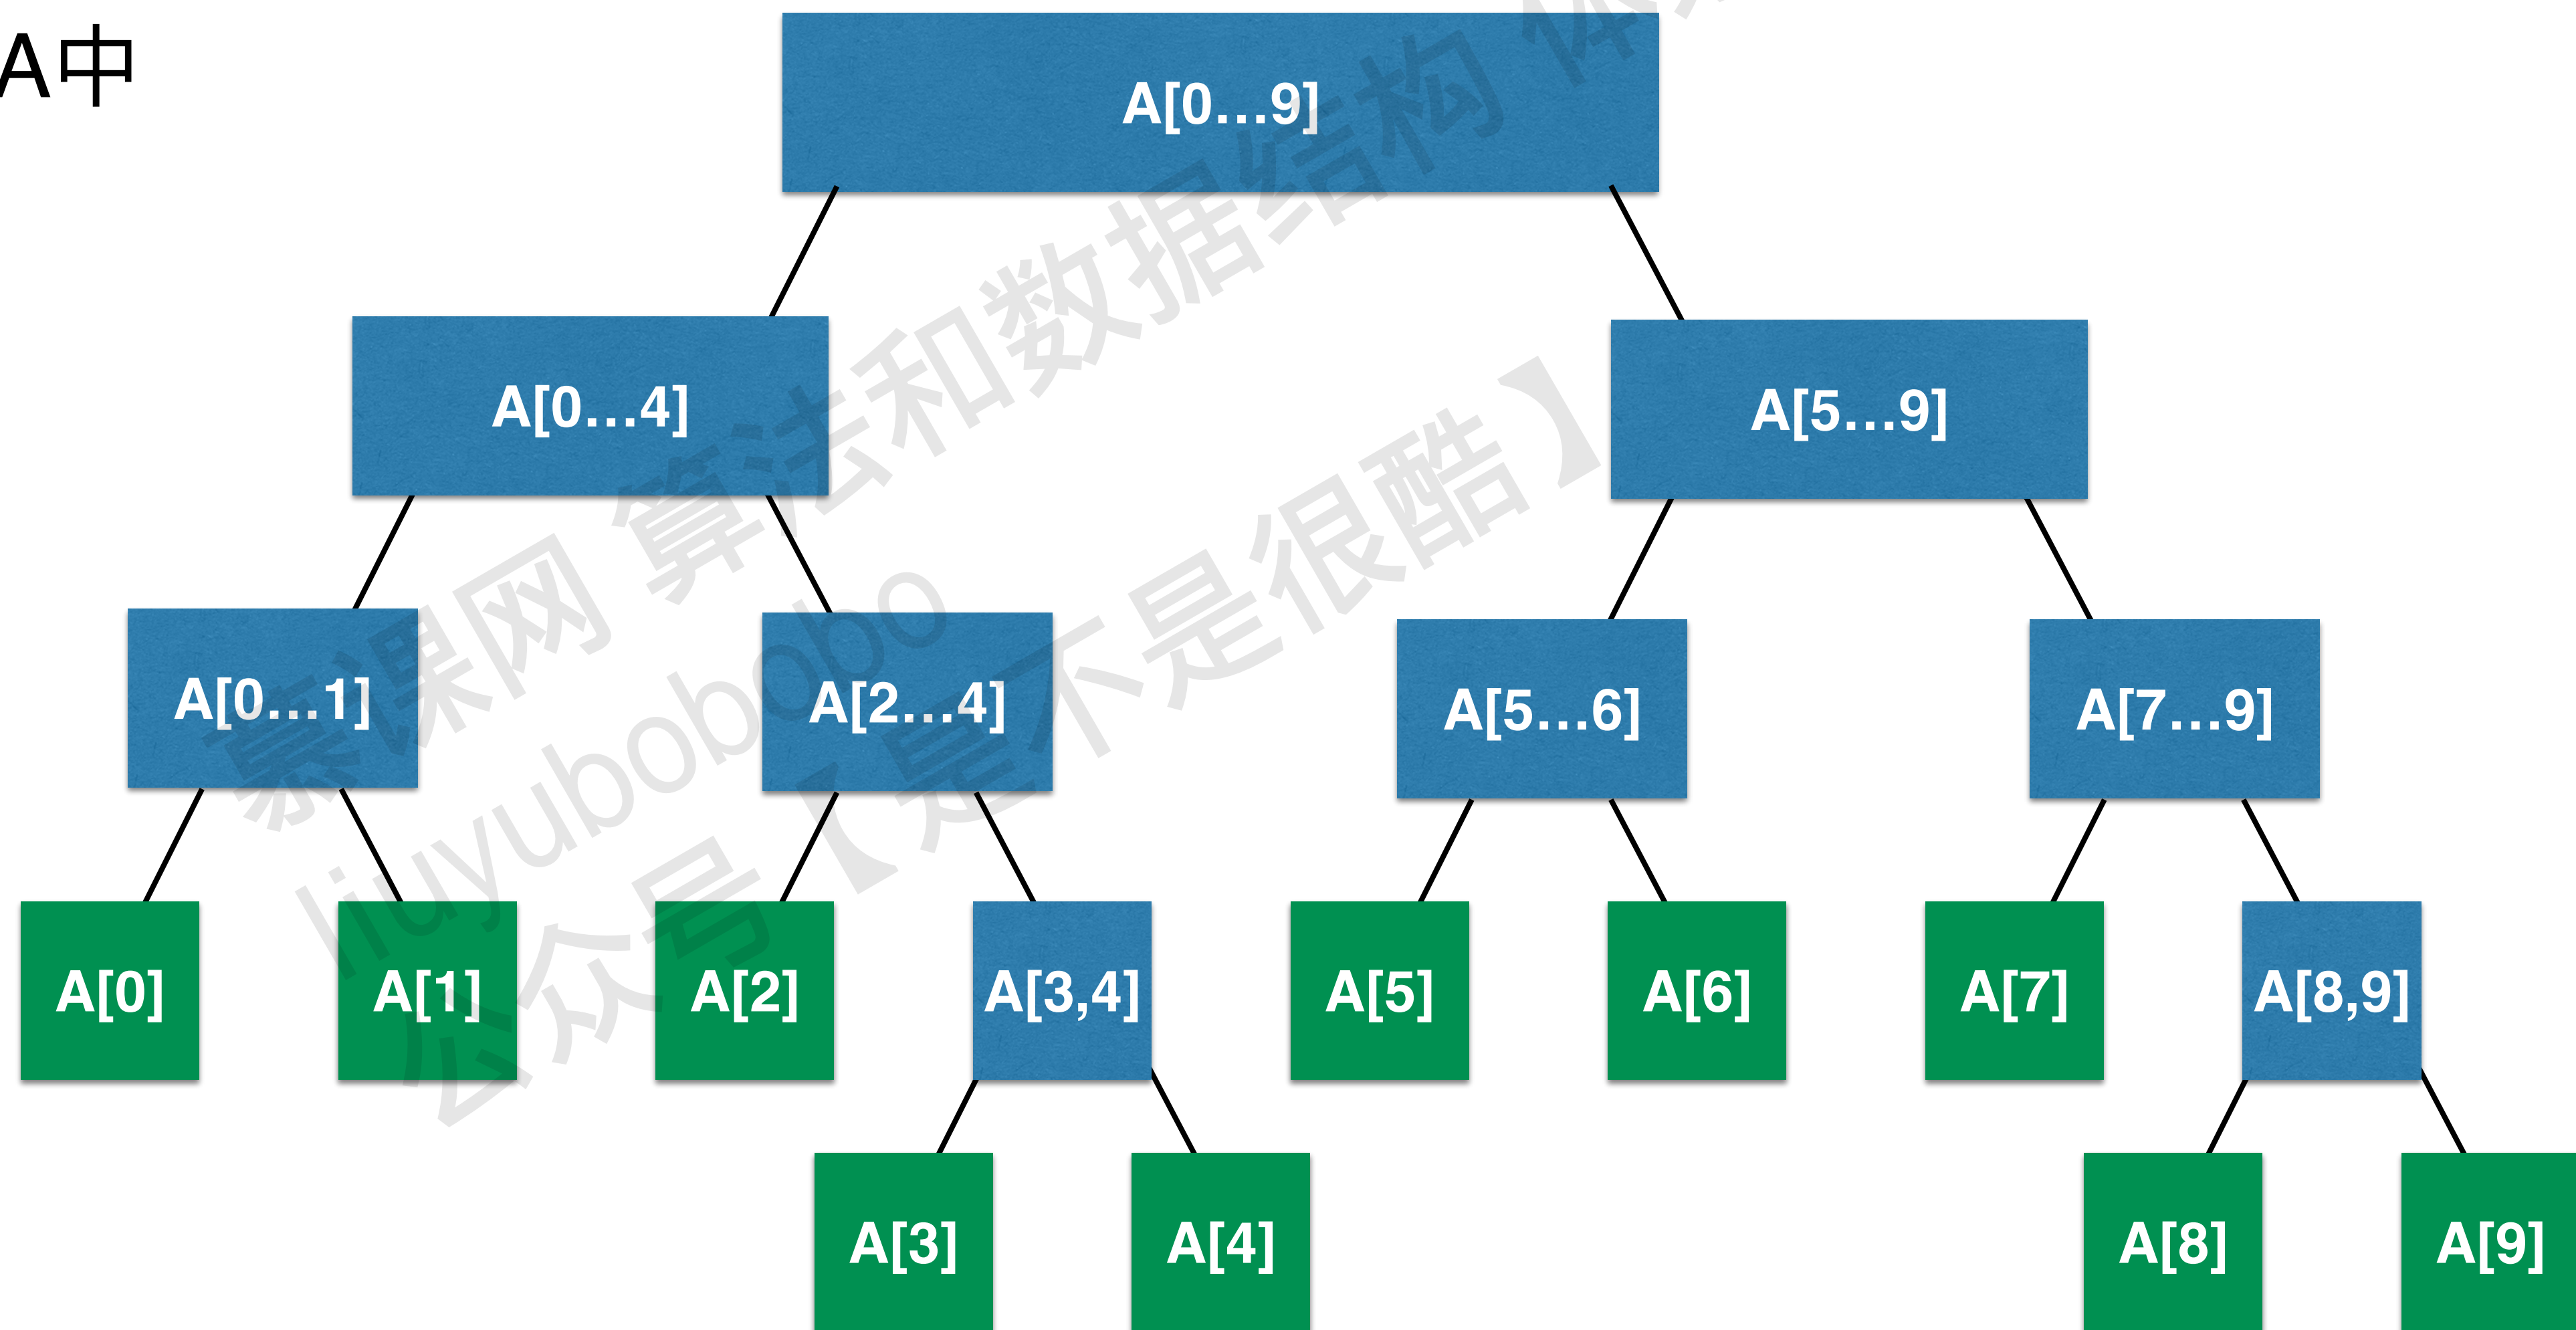 A中
A[0...9]
A[0...4]
A[5...9]
A[0...1]
A[2...4]
A[5...6]
A[7...9]
A[0]
A[1]
A[2]
A[3,4]
A[5]
A[6]
A[7]
A[8,9]
A[3]
A[4]
A[8]
A[9]
慕课网 算法和数据结构 体
liuyubobobo
公众号【是不是很酷】